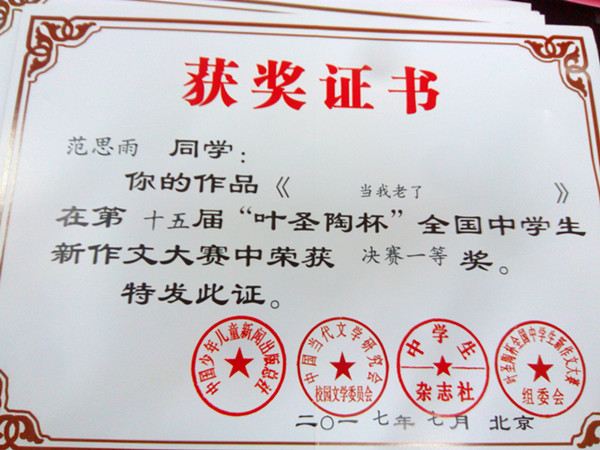 获奖证书
范思雨 同学：
你的作品《 当我老了 》
在第 十五届“叶圣陶杯”全国中学生
新作文大赛中荣获 决赛一等 奖。
特发此证。
中国少年儿童新闻出版总社
中国当代文学研究会
校园文学委员会
中学生
杂志社
叶圣陶杯全国中学生新作文大赛
组委会
二〇一七年七月 北京